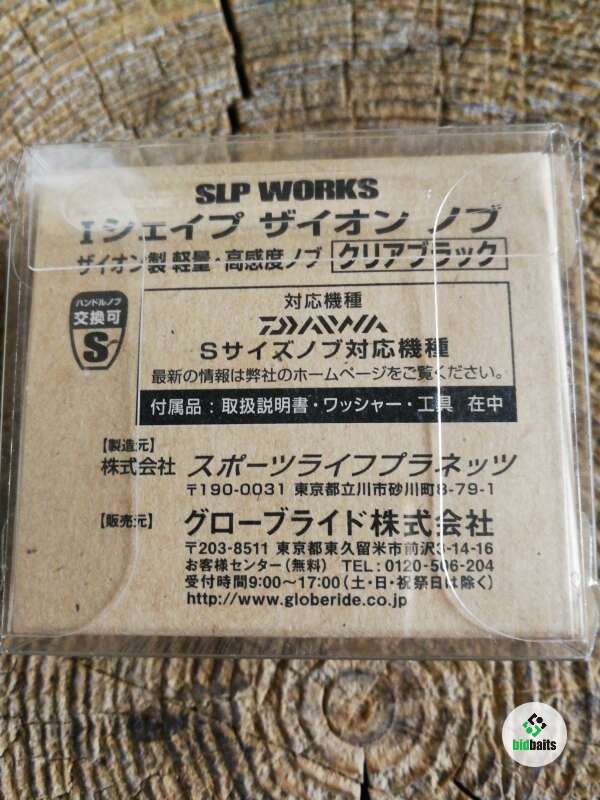 SLP WORKS
Iシェイプ ザイオン ノブ
ザイオン製 軽量・高感度ノブ クリアブラック
ハンドルノブ
交換可
S
対応機種
DAIWA
Sサイズノブ対応機種
最新の情報は弊社のホームページをご覧ください。
付属品:取扱説明書・ワッシャー・工具 在中
【製造元】
株式会社 スポーツライフプラネッツ
〒190-0031 東京都立川市砂川町8-79-1
【販売元】 グローブライド株式会社
〒203-8511 東京都東久留米市前沢3-14-16
お客様センター(無料) TEL:0120-506-204
受付時間9:00〜17:00(土・日・祝祭日は除く)
http://www.globeride.co.jp
bidbaits